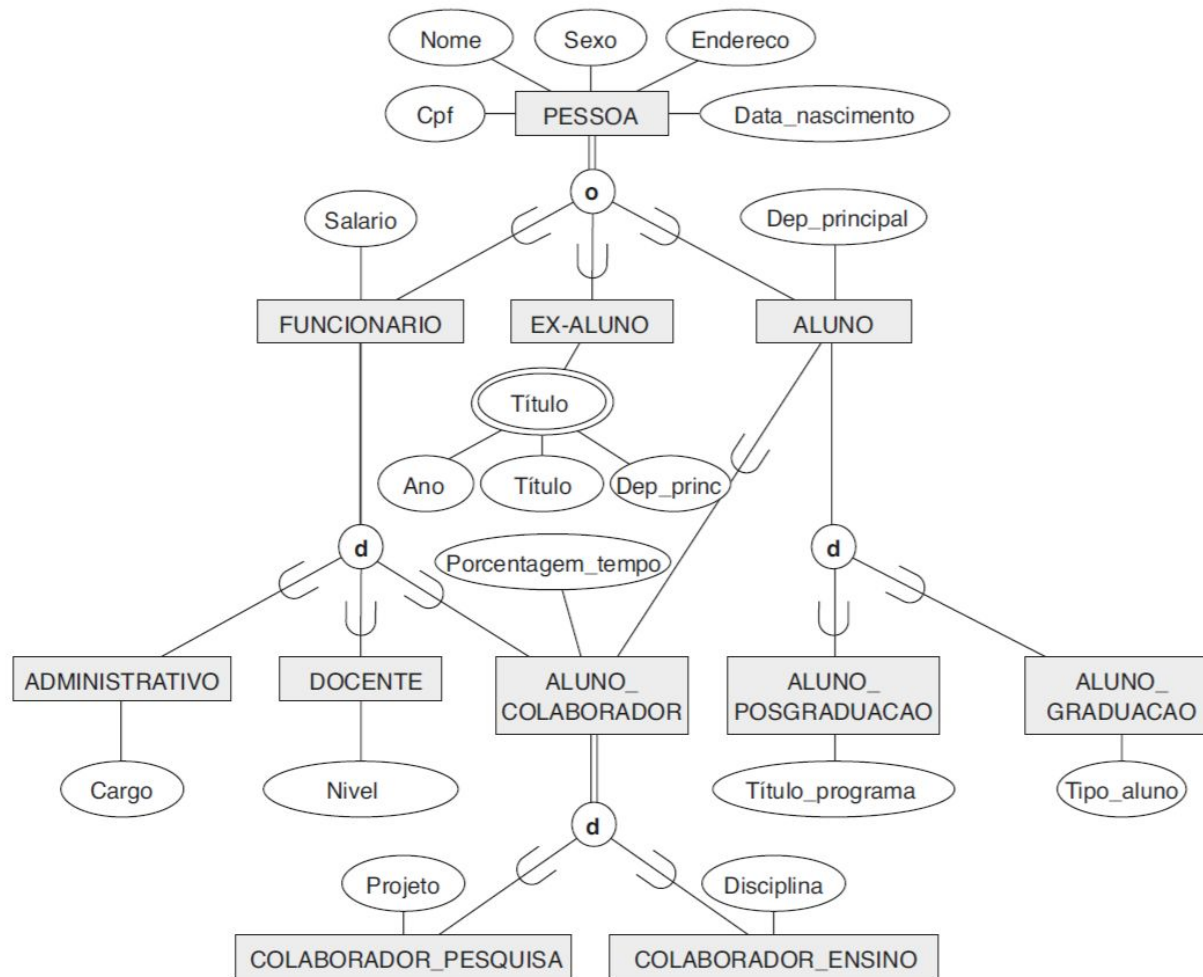 Nome
Sexo
Endereco
Cpf
PESSOA
Data_nascimento
o
Salario
Dep_principal
FUNCIONARIO
EX-ALUNO
ALUNO
Título
Ano
Título
Dep_princ
d
d
Porcentagem_tempo
ADMINISTRATIVO
DOCENTE
ALUNO_
COLABORADOR
ALUNO_
POSGRADUACAO
ALUNO_
GRADUACAO
Cargo
Nivel
Título_programa
Tipo_aluno
d
Projeto
Disciplina
COLABORADOR_PESQUISA
COLABORADOR_ENSINO